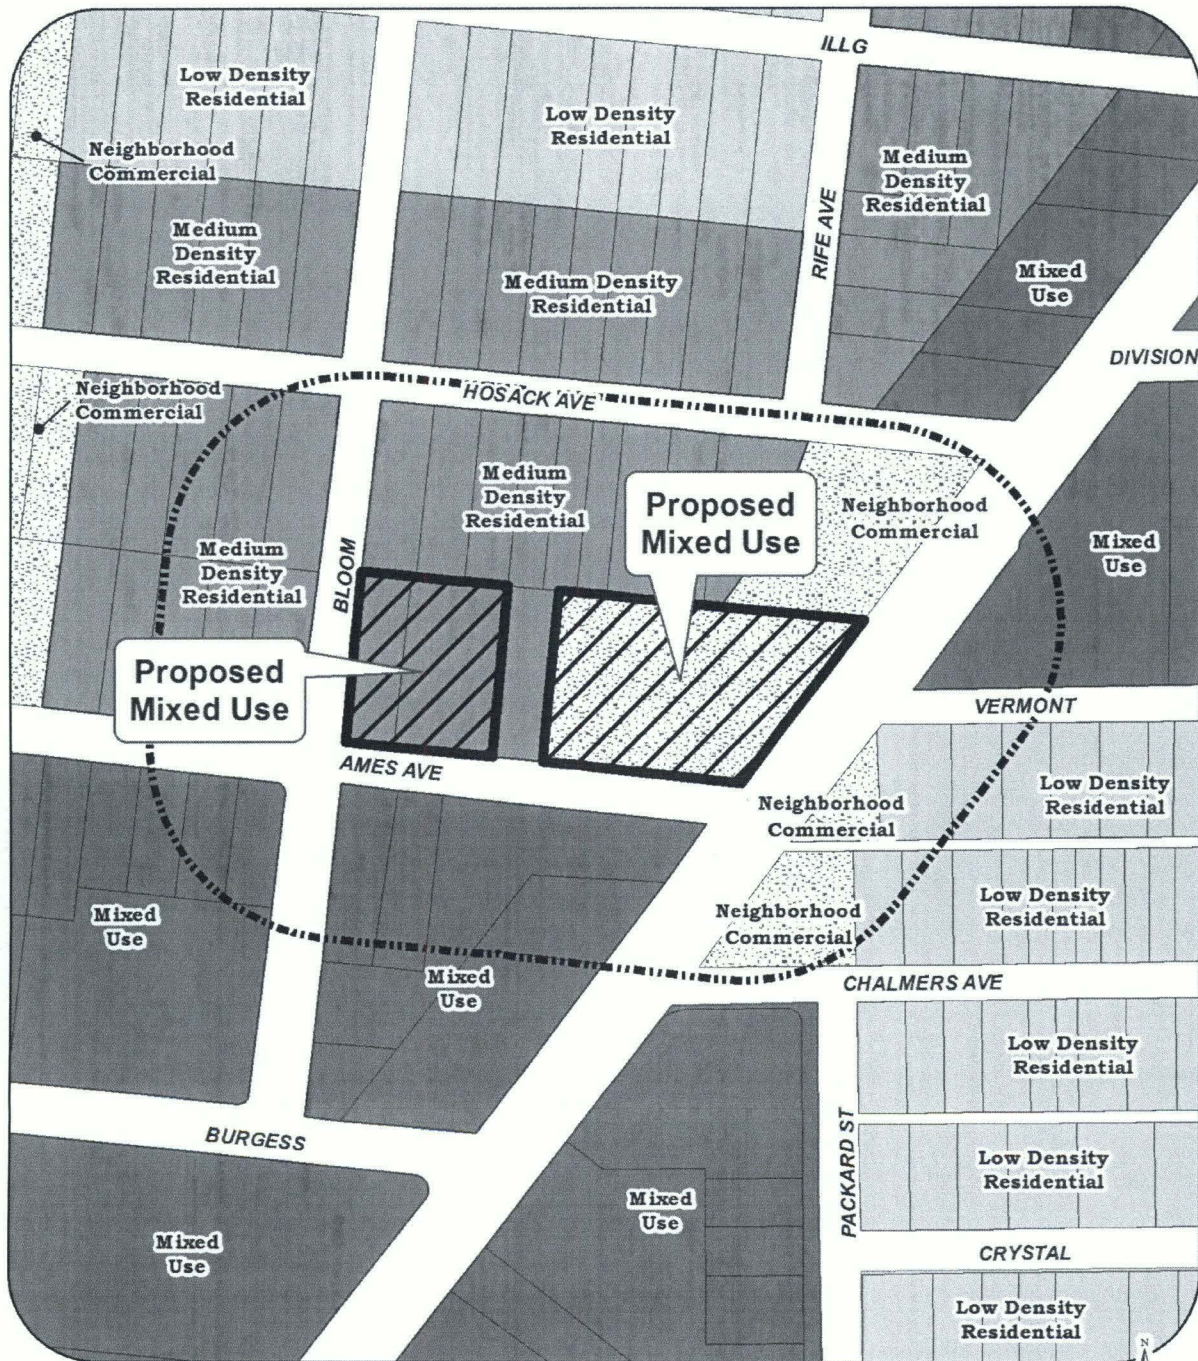 ILLG
Low Density
Residential
Low Density
Residential
Neighborhood
Commercial
Medium
Density
Residential
RIFE AVE
Medium
Density
Residential
Medium Density
Residential
Mixed
Use
DIVISION
Neighborhood
Commercial
HOSACK AVE
Medium
Density
Residential
Proposed
Mixed Use
Neighborhood
Commercial
Mixed
Use
Medium
Density
Residential
BLOOM
Proposed
Mixed Use
VERMONT
AMES AVE
Low Density
Residential
Neighborhood
Commercial
Low Density
Residential
Neighborhood
Commercial
Mixed
Use
Mixed
Use
CHALMERS AVE
Low Density
Residential
BURGESS
PACKARD ST
Low Density
Residential
Mixed
Use
Mixed
Use
CRYSTAL
Low Density
Residential
N